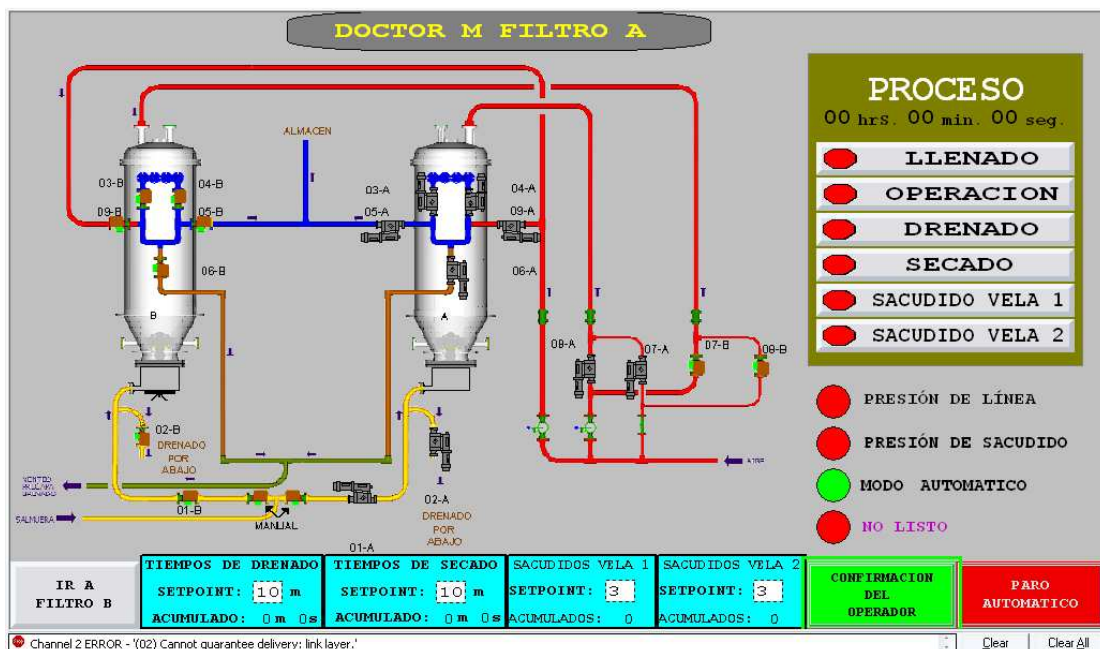 DOCTOR M FILTRO A
PROCESO
00 hrS. 00 min. 00 seg.
LLENADO
OPERACION
DRENADO
SECADO
SACUDIDO VELA 1
SACUDIDO VELA 2
PRESIÓN DE LÍNEA
PRESIÓN DE SACUDIDO
MODO AUTOMATICO
NO LISTO
ALMACEN
03-B
04-B
09-B
05-B
06-B
B
03-A
04-A
05-A
09-A
06-A
A
08-A
07-A
07-B
08-B
02-B
DRENADO
POR
ABAJO
01-B
MANUAL
SALMUERA
02-A
DRENADO
POR
ABAJO
01-A
AIRE
IR A
FILTRO B
TIEMPOS DE DRENADO
SETPOINT: 10 m
ACUMULADO: 0 m 0 s
TIEMPOS DE SECADO
SETPOINT: 10 m
ACUMULADO: 0 m 0 s
SACUDIDOS VELA 1
SETPOINT: 3
ACUMULADOS: 0
SACUDIDOS VELA 2
SETPOINT: 3
ACUMULADOS: 0
CONFIRMACION
DEL
OPERADOR
PARO
AUTOMATICO
Channel 2 ERROR - '(02) Cannot guarantee delivery: link layer.'
Clear
Clear All